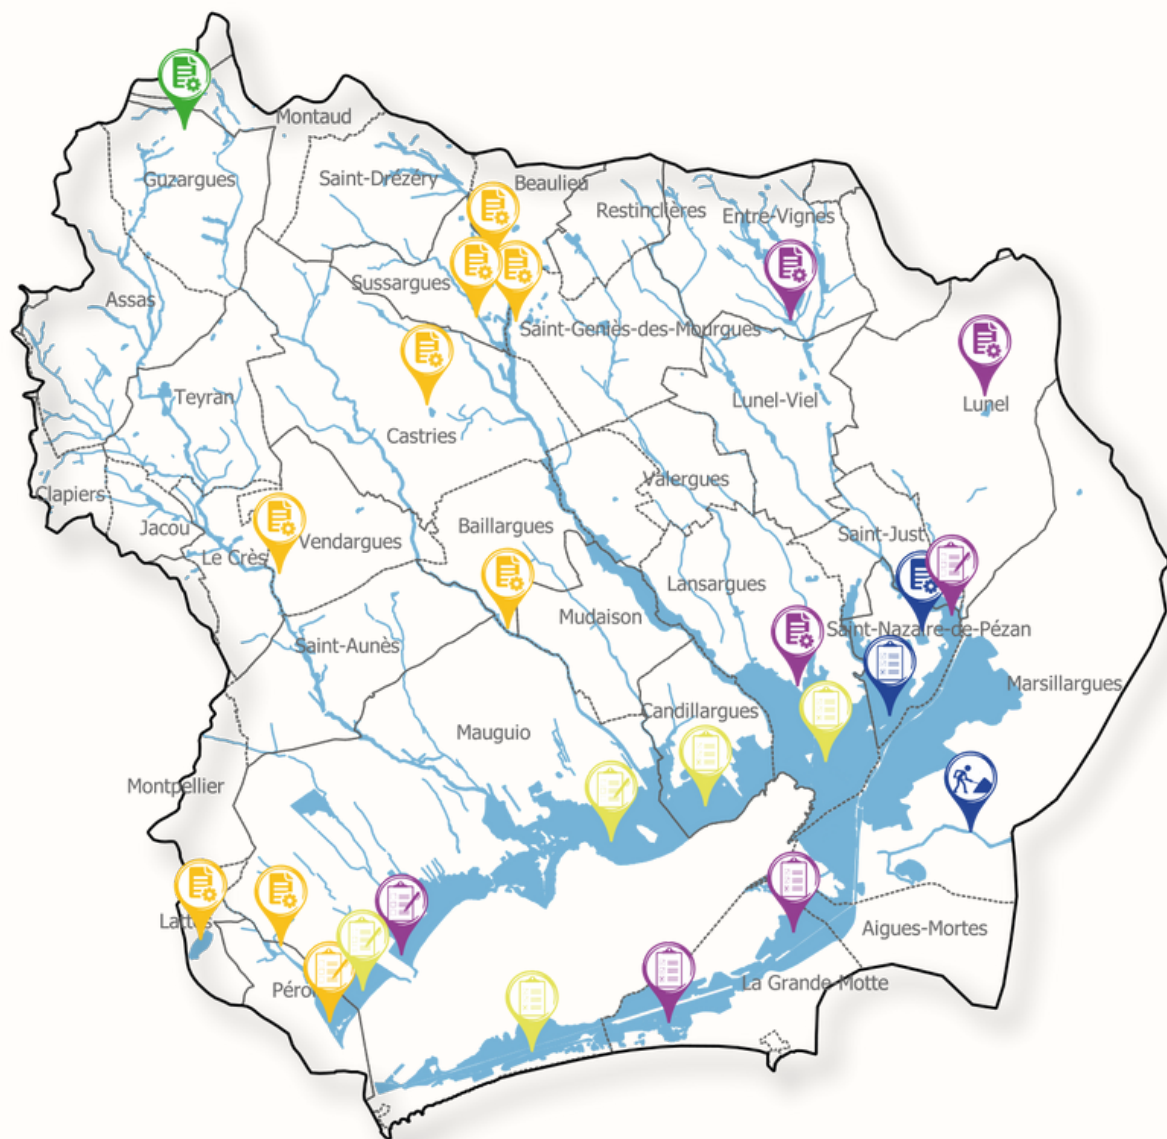 Montaud
Guzargues
Saint-Drézéry
Beaulieu
Restinclières
Entre-Vignes
Sussargues
Assas
Saint-Geniès-des-Mourgues
Teyran
Lunel-Viel
Lunel
Castries
Valergues
Clapiers
Jacou
Le Crès
Vendargues
Baillargues
Saint-Just
Lansargues
Mudaison
Saint-Nazaire-de-Pézan
Saint-Aunès
Marsillargues
Candillargues
Mauguio
Montpellier
Lattes
Aigues-Mortes
La Grande-Motte